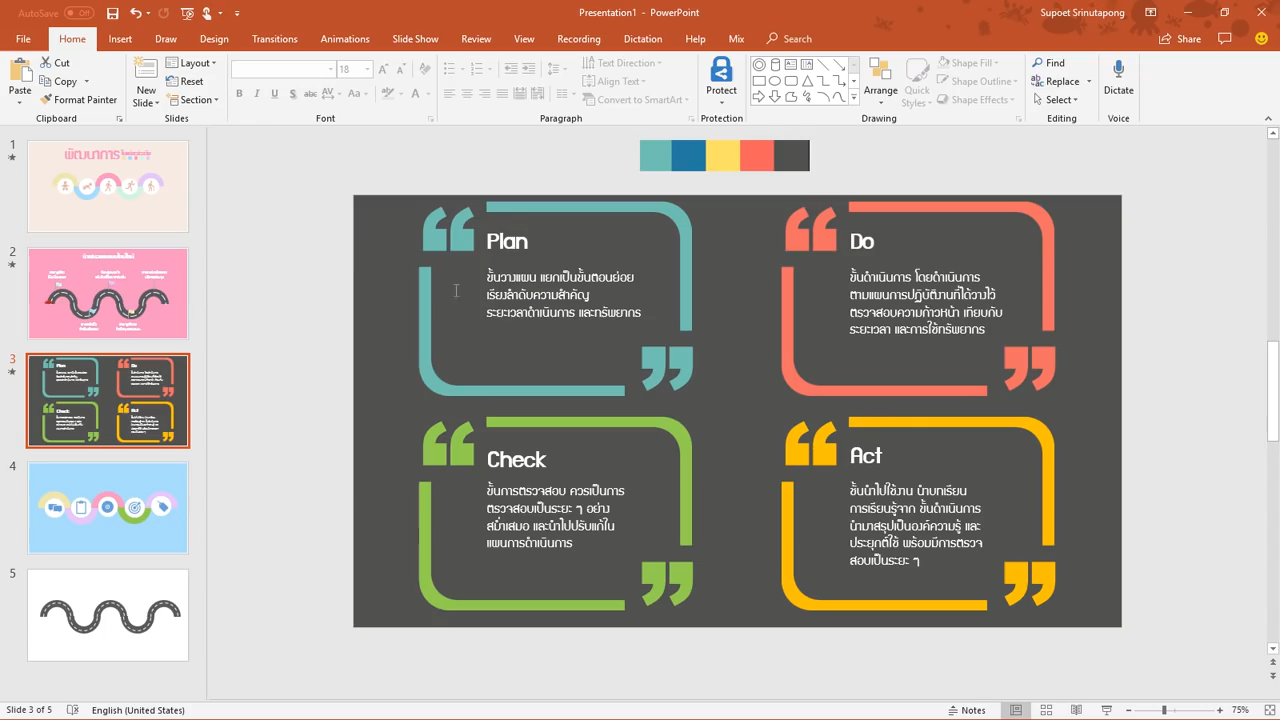 AutoSave Off
Presentation1 - PowerPoint
Supoet Srinutapong
File Home Insert Draw Design Transitions Animations Slide Show Review View Recording Dictation Help Mix Search Share
Paste
Cut
Copy
Format Painter
Clipboard
New Slide
Layout
Reset
Section
Slides
18
Font
Text Direction
Align Text
Convert to SmartArt
Paragraph
Protect
Protection
Arrange
Quick Styles
Shape Fill
Shape Outline
Shape Effects
Drawing
Find
Replace
Select
Editing
Dictate
Voice
1
พัฒนาการ
2
3
4
5
Plan
ขั้นวางแผน แยกเป็นขั้นตอนย่อย
เรียงลำดับความสำคัญ
ระยะเวลาดำเนินการ และทรัพยากร
Do
ขั้นดำเนินการ โดยดำเนินการ
ตามแผนการปฏิบัติงานที่ได้วางไว้
ตรวจสอบความก้าวหน้า เทียบกับ
ระยะเวลา และการใช้ทรัพยากร
Check
ขั้นการตรวจสอบ ควรเป็นการ
ตรวจสอบเป็นระยะ ๆ อย่าง
สม่ำเสมอ และนำไปปรับแก้ใน
แผนการดำเนินการ
Act
ขั้นนำไปใช้งาน นำบทเรียน
การเรียนรู้จาก ขั้นดำเนินการ
นำมาสรุปเป็นองค์ความรู้ และ
ประยุกต์ใช้ พร้อมมีการตรวจ
สอบเป็นระยะ ๆ
Slide 3 of 5 English (United States) Notes 75%